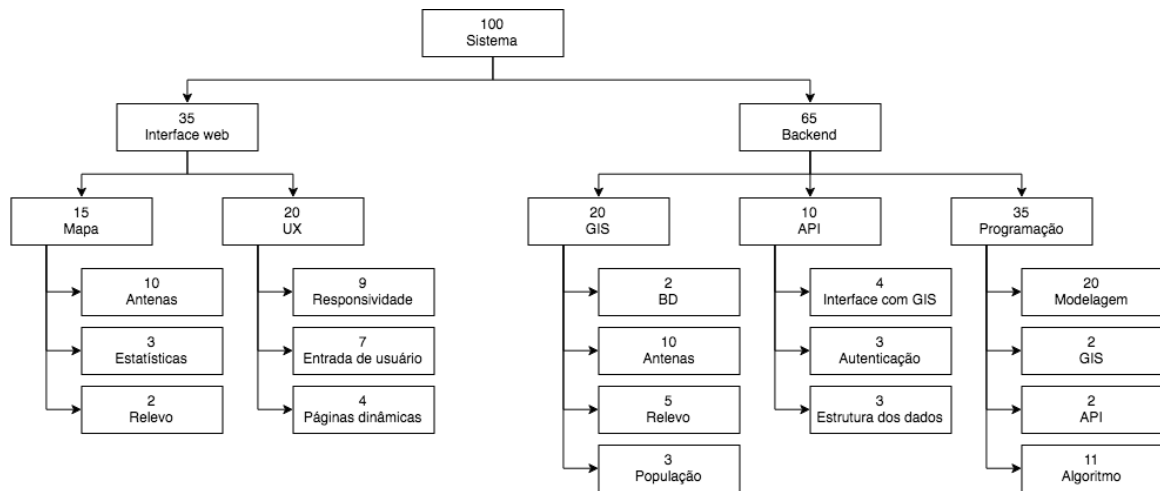 100
Sistema
35
Interface web
65
Backend
15
Mapa
20
UX
20
GIS
10
API
35
Programação
10
Antenas
3
Estatísticas
2
Relevo
9
Responsividade
7
Entrada de usuário
4
Páginas dinâmicas
2
BD
10
Antenas
5
Relevo
3
População
4
Interface com GIS
3
Autenticação
3
Estrutura dos dados
20
Modelagem
2
GIS
2
API
11
Algoritmo